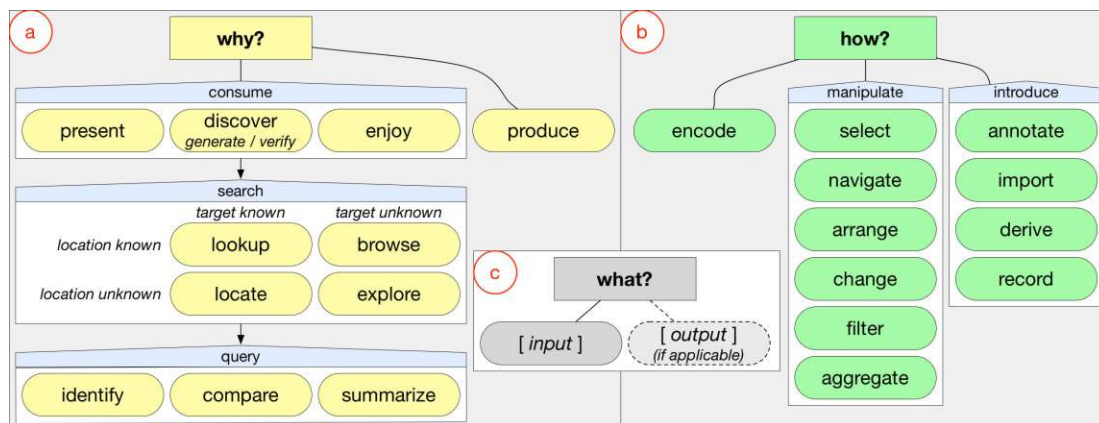 a
why?
consume
present
discover
generate / verify
enjoy
produce
search
target known
target unknown
location known
lookup
browse
location unknown
locate
explore
query
identify
compare
summarize
b
how?
encode
manipulate
select
navigate
arrange
change
filter
aggregate
introduce
annotate
import
derive
record
c
what?
[ input ]
[ output ]
(if applicable)